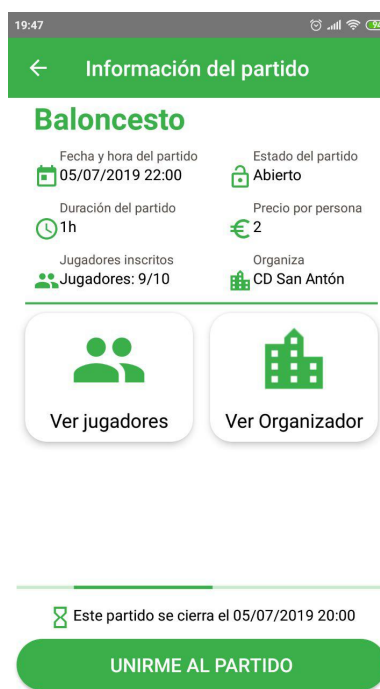 19:47
94
Información del partido
Baloncesto
Fecha y hora del partido
05/07/2019 22:00
Estado del partido
Abierto
Duración del partido
1h
Precio por persona
2
Jugadores inscritos
Jugadores: 9/10
Organiza
CD San Antón
Ver jugadores
Ver Organizador
Este partido se cierra el 05/07/2019 20:00
UNIRME AL PARTIDO